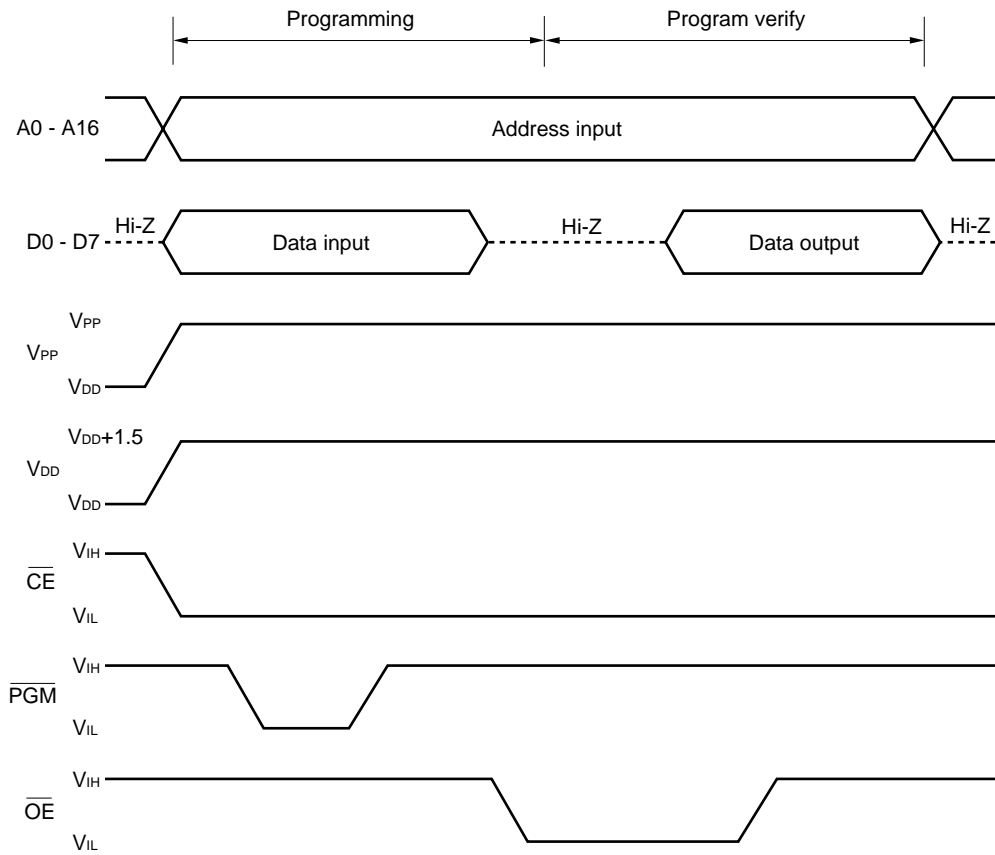 Programming Program verify
A0 - A16 Address input
Hi-Z Hi-Z Hi-Z
D0 - D7 Data input Data output
VPP
VPP
VDD
VDD+1.5
VDD
VDD
VIH
CE
VIL
VIH
PGM
VIL
VIH
OE
VIL